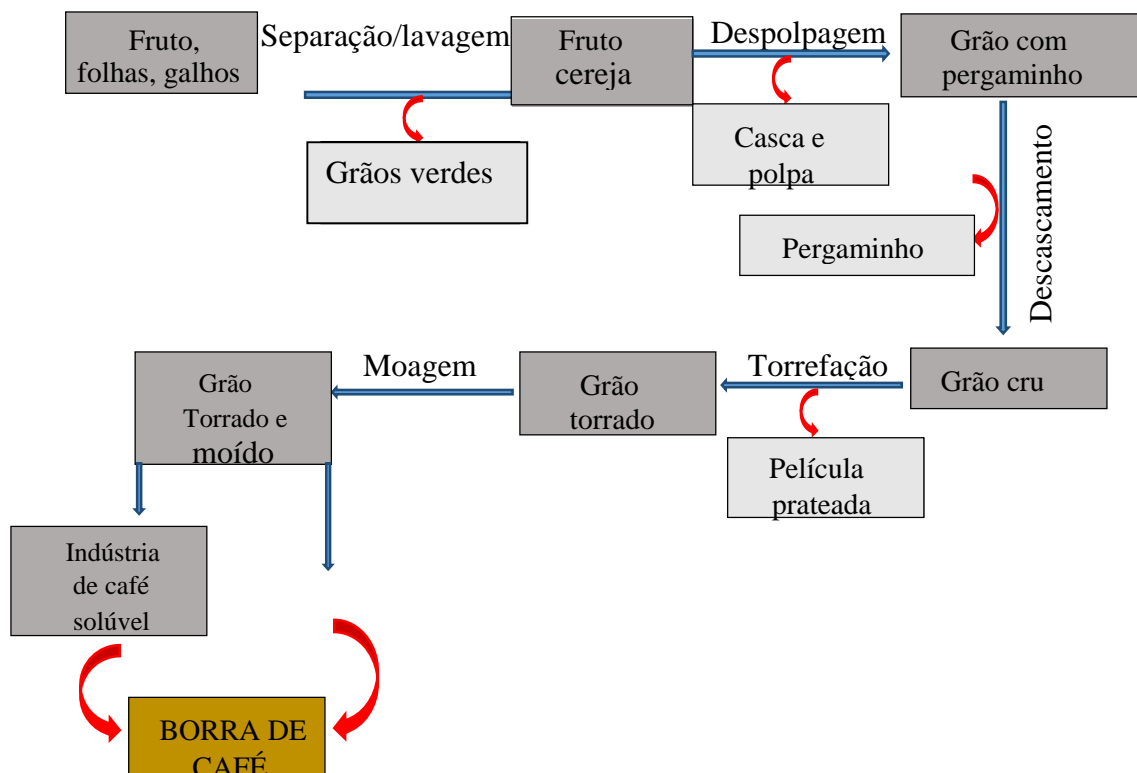 Fruto,
folhas, galhos
Separação/lavagem
Fruto
cereja
Despolpagem
Grão com
pergaminho
Grãos verdes
Casca e
polpa
Descascamento
Pergaminho
Grão
Torrado e
moído
Moagem
Grão
torrado
Torrefação
Grão cru
Película
prateada
Indústria
de café
solúvel
BORRA DE
CAFÉ